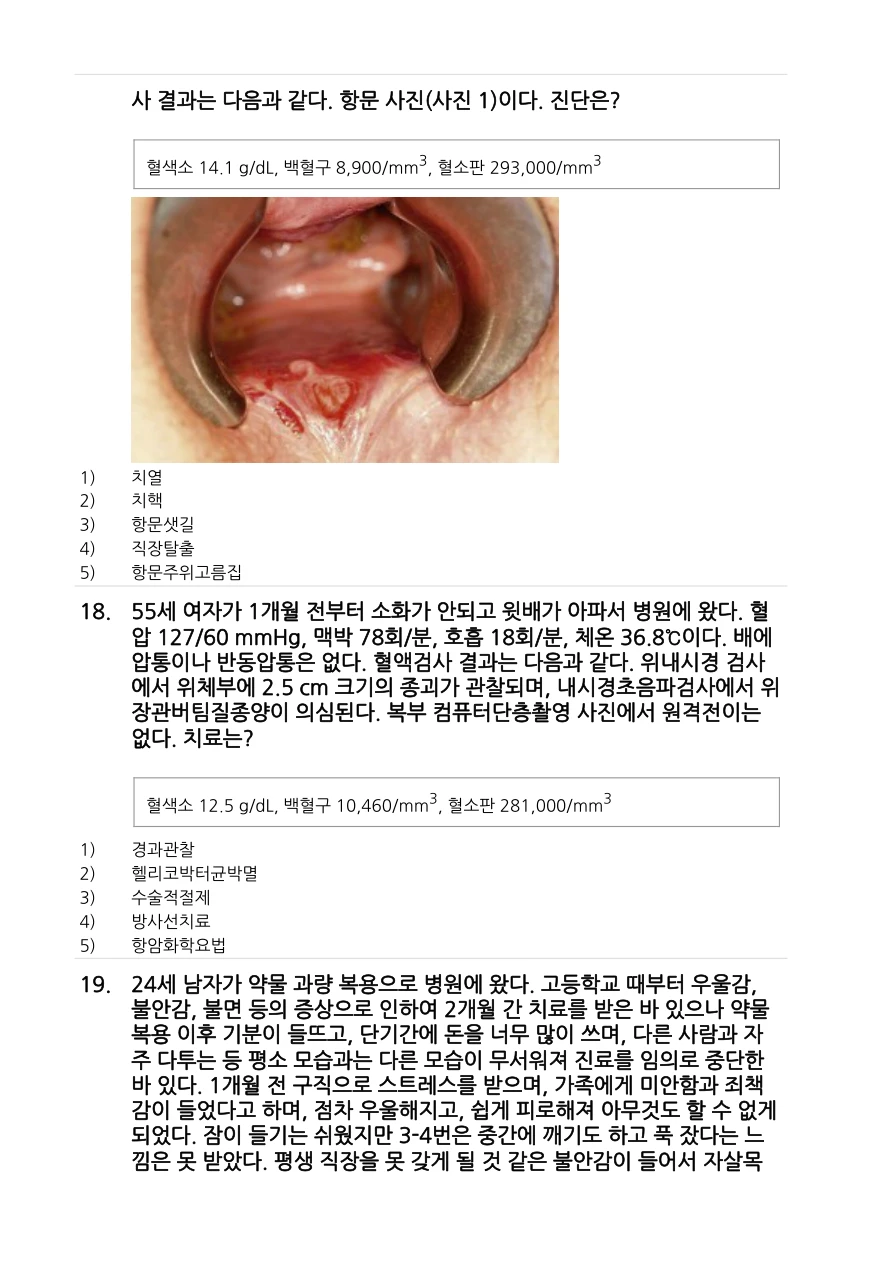 사 결과는 다음과 같다. 항문 사진(사진 1)이다. 진단은?
혈색소 14.1 g/dL, 백혈구 8,900/mm³, 혈소판 293,000/mm³
1) 치열
2) 치핵
3) 항문샛길
4) 직장탈출
5) 항문주위고름집
18. 55세 여자가 1개월 전부터 소화가 안되고 윗배가 아파서 병원에 왔다. 혈
압 127/60 mmHg, 맥박 78회/분, 호흡 18회/분, 체온 36.8℃이다. 배에
압통이나 반동압통은 없다. 혈액검사 결과는 다음과 같다. 위내시경 검사
에서 위체부에 2.5 cm 크기의 종괴가 관찰되며, 내시경초음파검사에서 위
장관버팀질종양이 의심된다. 복부 컴퓨터단층촬영 사진에서 원격전이는
없다. 치료는?
혈색소 12.5 g/dL, 백혈구 10,460/mm³, 혈소판 281,000/mm³
1) 경과관찰
2) 헬리코박터균박멸
3) 수술적절제
4) 방사선치료
5) 항암화학요법
19. 24세 남자가 약물 과량 복용으로 병원에 왔다. 고등학교 때부터 우울감,
불안감, 불면 등의 증상으로 인하여 2개월 간 치료를 받은 바 있으나 약물
복용 이후 기분이 들뜨고, 단기간에 돈을 너무 많이 쓰며, 다른 사람과 자
주 다투는 등 평소 모습과는 다른 모습이 무서워져 진료를 임의로 중단한
바 있다. 1개월 전 구직으로 스트레스를 받으며, 가족에게 미안함과 죄책
감이 들었다고 하며, 점차 우울해지고, 쉽게 피로해져 아무것도 할 수 없게
되었다. 잠이 들기는 쉬웠지만 3-4번은 중간에 깨기도 하고 푹 잤다는 느
낌은 못 받았다. 평생 직장을 못 갖게 될 것 같은 불안감이 들어서 자살목